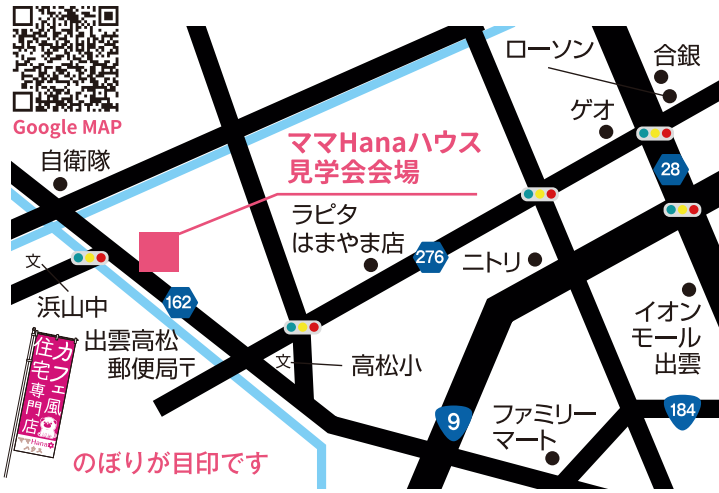 Google MAP
ローソン
合銀
ゲオ
自衛隊
ママHanaハウス
見学会会場
28
ラピタ
はまやま店
276
ニトリ
文
浜山中
162
出雲高松
郵便局〒
文
高松小
イオン
モール
出雲
9
ファミリー
マート
184
カフェ風
住宅専門店
ママHana
ハウス
のぼりが目印です